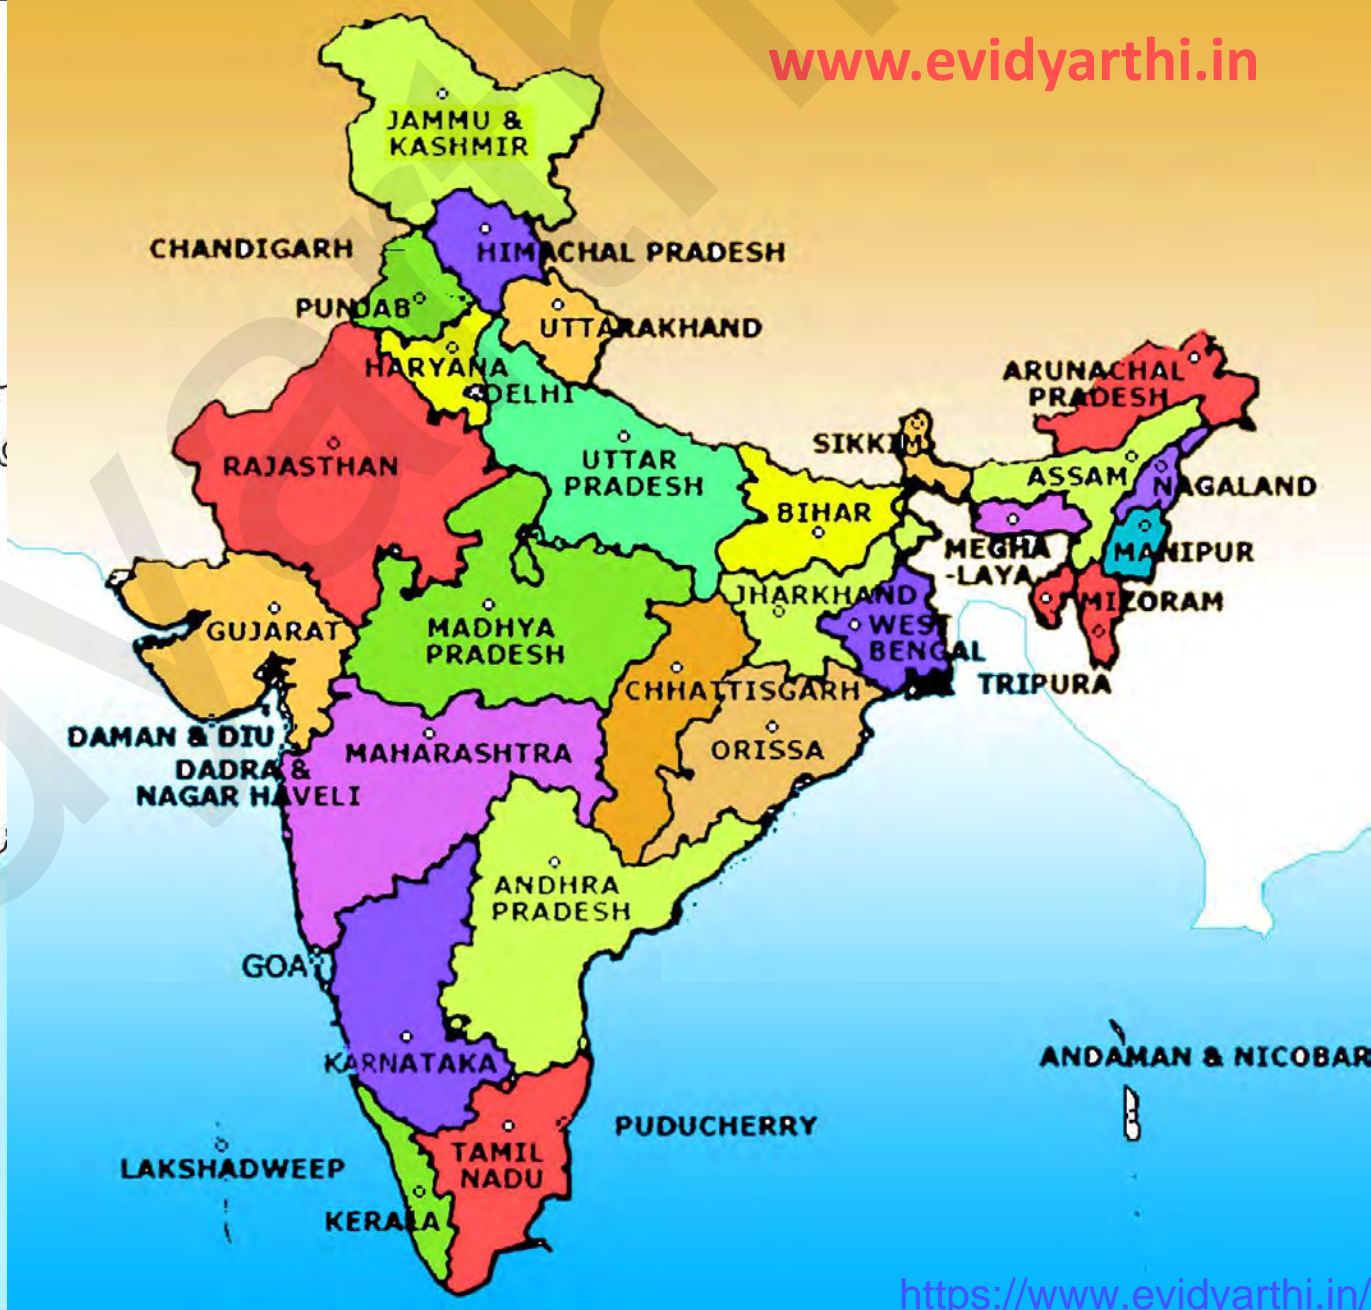 www.evidyarthi.in
JAMMU &
KASHMIR
CHANDIGARH
HIMACHAL PRADESH
PUNJAB
UTTARAKHAND
HARYANA
DELHI
ARUNACHAL
PRADESH
SIKKIM
RAJASTHAN
UTTAR
PRADESH
ASSAM
NAGALAND
BIHAR
MEGHA
-LAYA
MANIPUR
JHARKHAND
MIZORAM
GUJARAT
MADHYA
PRADESH
WEST
BENGAL
TRIPURA
CHHATTISGARH
DAMAN & DIU
MAHARASHTRA
ORISSA
DADRA &
NAGAR HAVELI
ANDHRA
PRADESH
GOA
KARNATAKA
ANDAMAN & NICOBAR
PUDUCHERRY
LAKSHADWEEP
TAMIL
NADU
KERALA
https://www.evidyarthi.in/